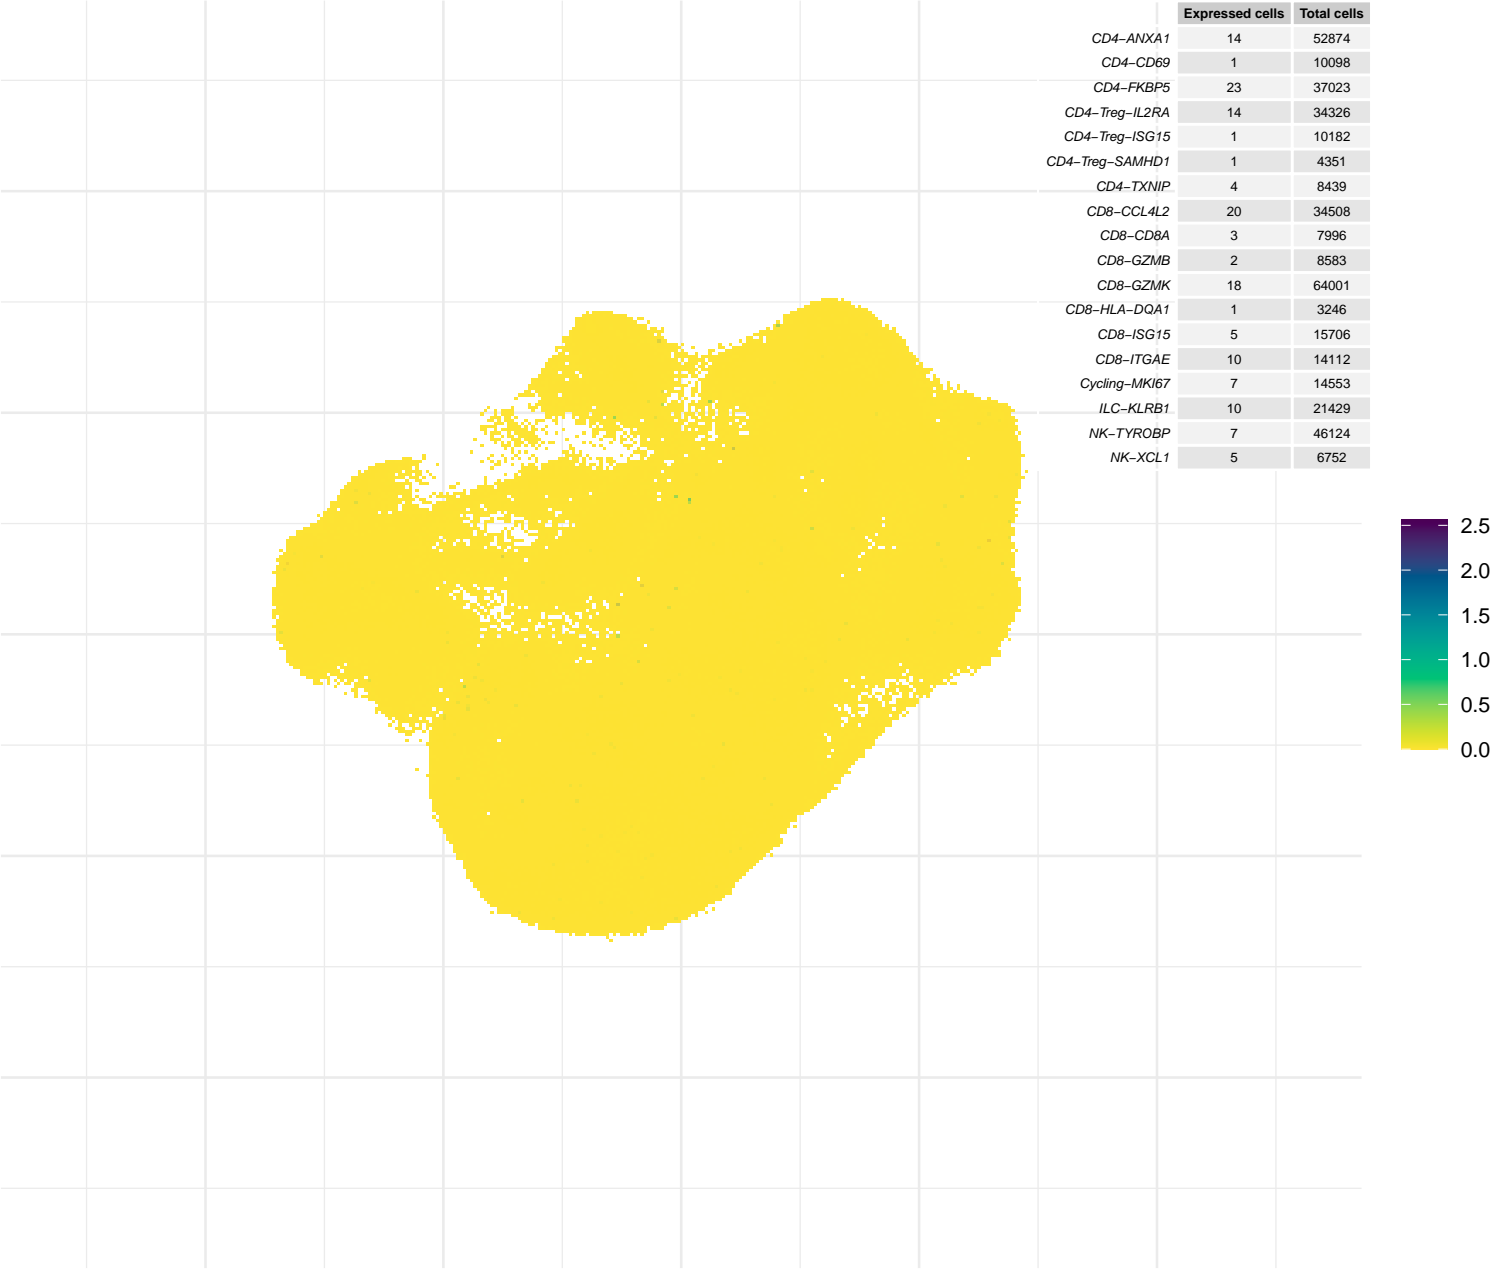 Expressed cells Total cells
CD4−ANXA1 14 52874
CD4−CD69 1 10098
CD4−FKBP5 23 37023
CD4−Treg−IL2RA 14 34326
CD4−Treg−ISG15 1 10182
CD4−Treg−SAMHD1 1 4351
CD4−TXNIP 4 8439
CD8−CCL4L2 20 34508
CD8−CD8A 3 7996
CD8−GZMB 2 8583
CD8−GZMK 18 64001
CD8−HLA−DQA1 1 3246
CD8−ISG15 5 15706
CD8−ITGAE 10 14112
Cycling−MKI67 7 14553
ILC−KLRB1 10 21429
NK−TYROBP 7 46124
NK−XCL1 5 6752
2.5
2.0
1.5
1.0
0.5
0.0